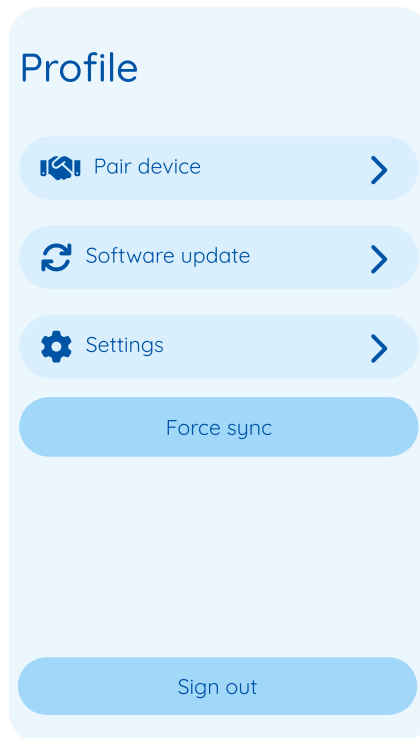 Profile
Pair device
Software update
Settings
Force sync
Sign out